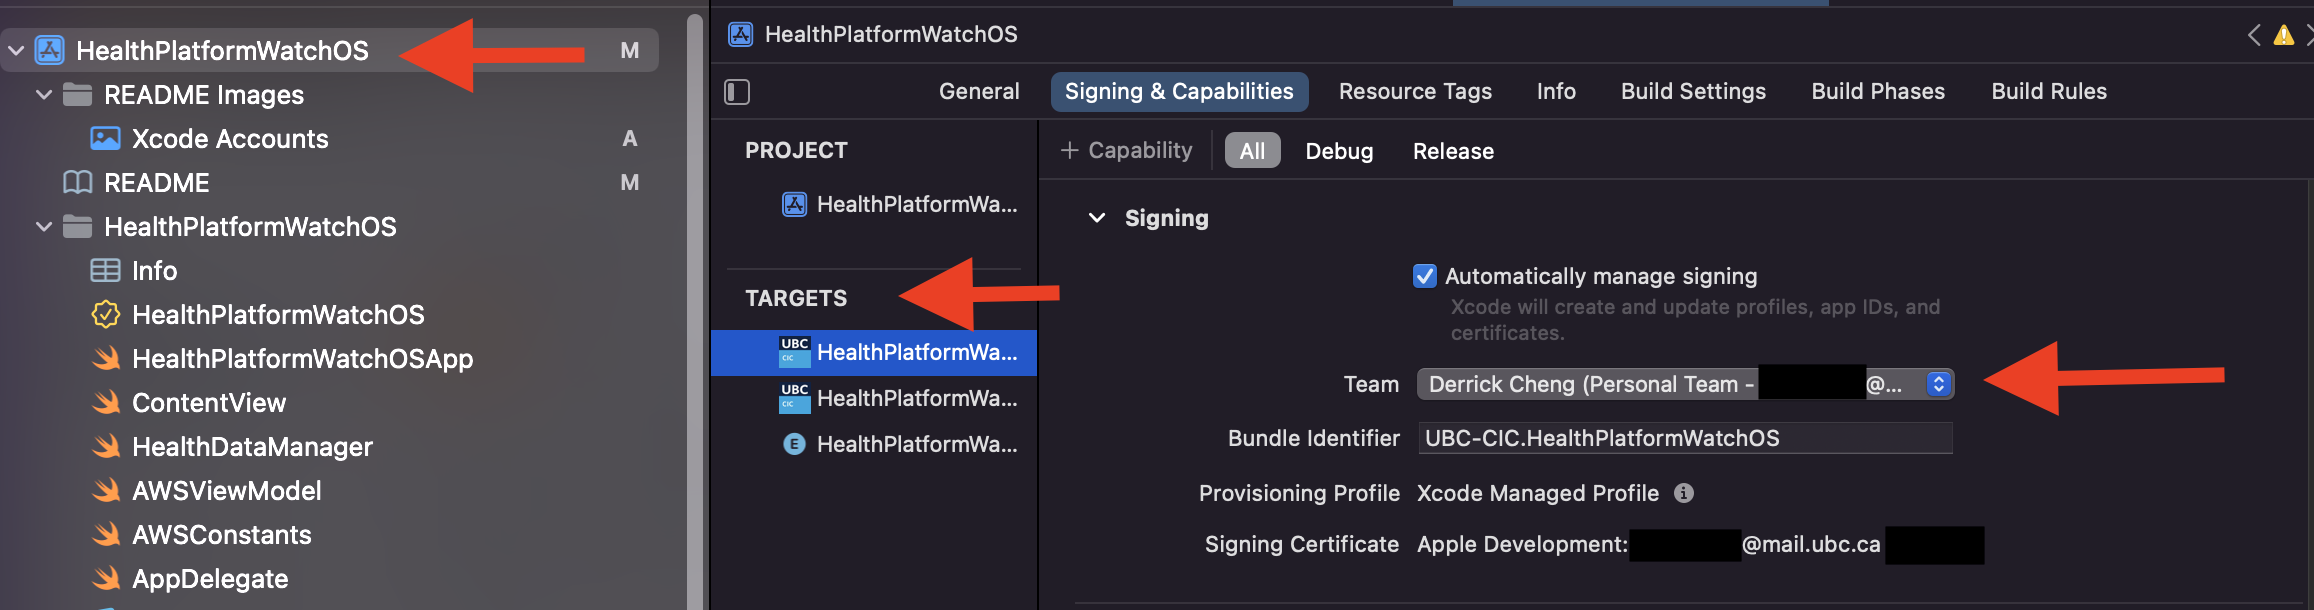 HealthPlatformWatchOS M
README Images
Xcode Accounts A
README M
HealthPlatformWatchOS
Info
HealthPlatformWatchOS
HealthPlatformWatchOSApp
ContentView
HealthDataManager
AWSViewModel
AWSConstants
AppDelegate
HealthPlatformWatchOS
General Signing & Capabilities Resource Tags Info Build Settings Build Phases Build Rules
PROJECT
HealthPlatformWa...
TARGETS
UBC CIC HealthPlatformWa...
UBC CIC HealthPlatformWa...
E HealthPlatformWa...
+ Capability All Debug Release
Signing
Automatically manage signing
Xcode will create and update profiles, app IDs, and
certificates.
Team Derrick Cheng (Personal Team - @...
Bundle Identifier UBC-CIC.HealthPlatformWatchOS
Provisioning Profile Xcode Managed Profile
Signing Certificate Apple Development: @mail.ubc.ca